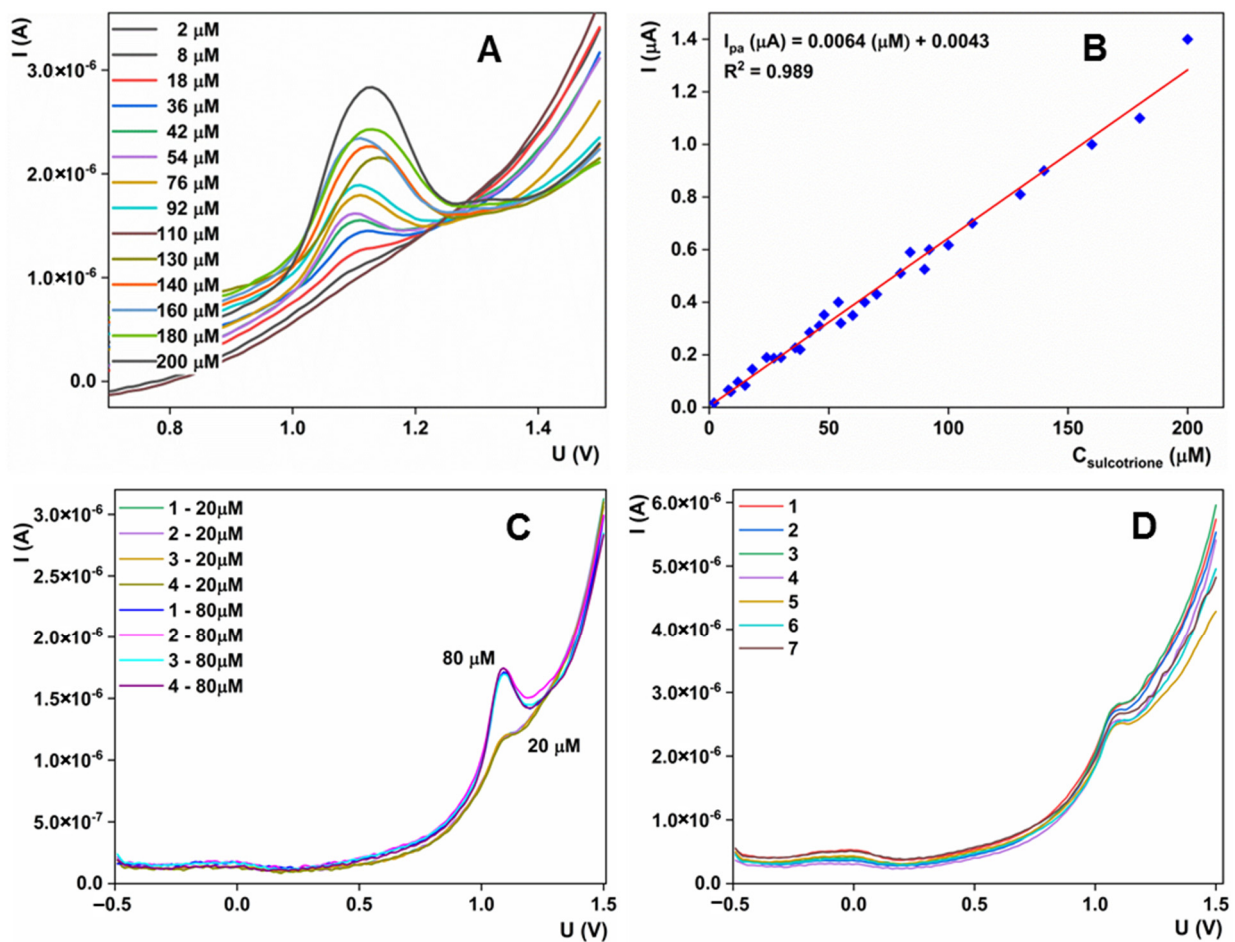 I (A)
A
2 μM
8 μM
18 μM
36 μM
42 μM
54 μM
76 μM
92 μM
110 μM
130 μM
140 μM
160 μM
180 μM
200 μM
3.0×10⁻⁶
2.0×10⁻⁶
1.0×10⁻⁶
0.0
0.8
1.0
1.2
1.4
U (V)
I (μA)
B
Iₚₐ (μA) = 0.0064 (μM) + 0.0043
R² = 0.989
1.4
1.2
1.0
0.8
0.6
0.4
0.2
0.0
0
50
100
150
200
C sulcotrione (μM)
I (A)
C
1 - 20μM
2 - 20μM
3 - 20μM
4 - 20μM
1 - 80μM
2 - 80μM
3 - 80μM
4 - 80μM
80 μM
20 μM
3.0×10⁻⁶
2.5×10⁻⁶
2.0×10⁻⁶
1.5×10⁻⁶
1.0×10⁻⁶
5.0×10⁻⁷
0.0
−0.5
0.0
0.5
1.0
1.5
U (V)
I (A)
D
1
2
3
4
5
6
7
6.0×10⁻⁶
5.0×10⁻⁶
4.0×10⁻⁶
3.0×10⁻⁶
2.0×10⁻⁶
1.0×10⁻⁶
0.0
−0.5
0.0
0.5
1.0
1.5
U (V)